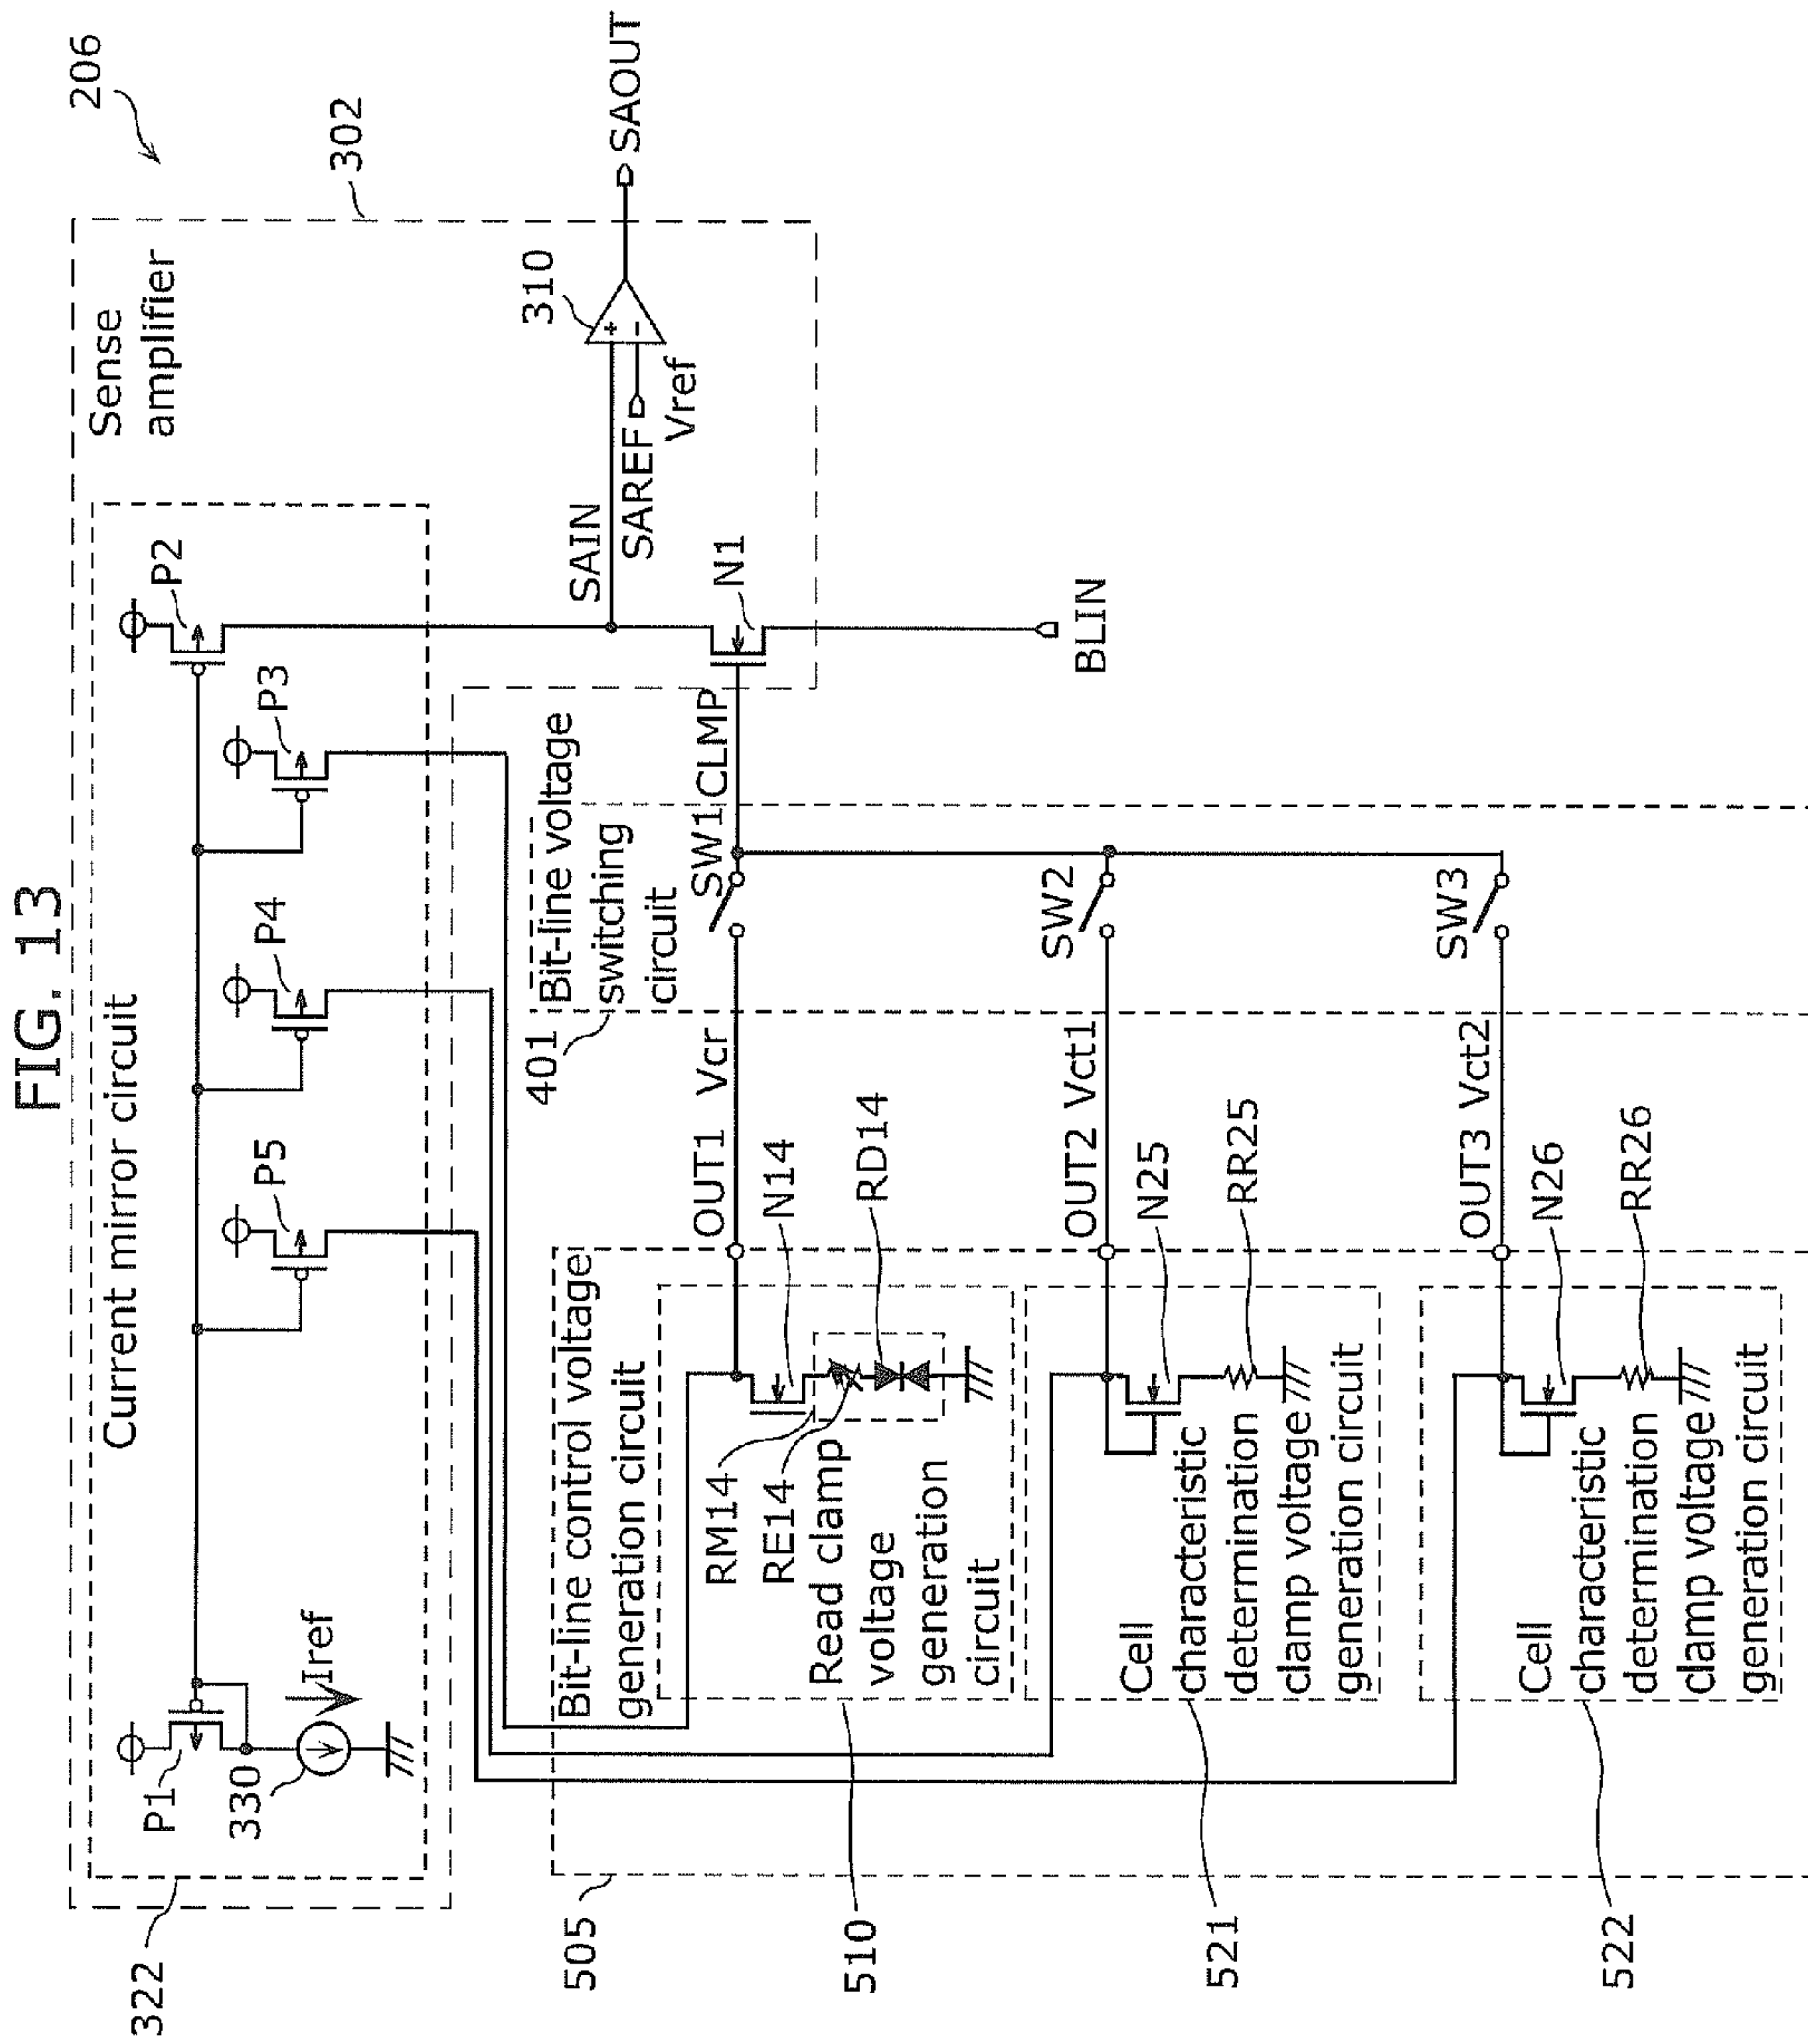 FIG. 13
206
302
Sense
amplifier
322
Current mirror circuit
P1
P5
P4
P3
P2
330
Iref
310
SAOUT
SAIN
SAREF
Vref
N1
BLIN
CLMP
401
Bit-line voltage
switching
circuit
SW1
SW2
SW3
505
Bit-line control voltage
generation circuit
OUT1 Vcr
N14
RD14
RM14
RE14
Read clamp
voltage
generation
circuit
510
OUT2 Vct1
N25
RR25
Cell
characteristic
determination
clamp voltage
generation circuit
521
OUT3 Vct2
N26
RR26
Cell
characteristic
determination
clamp voltage
generation circuit
522